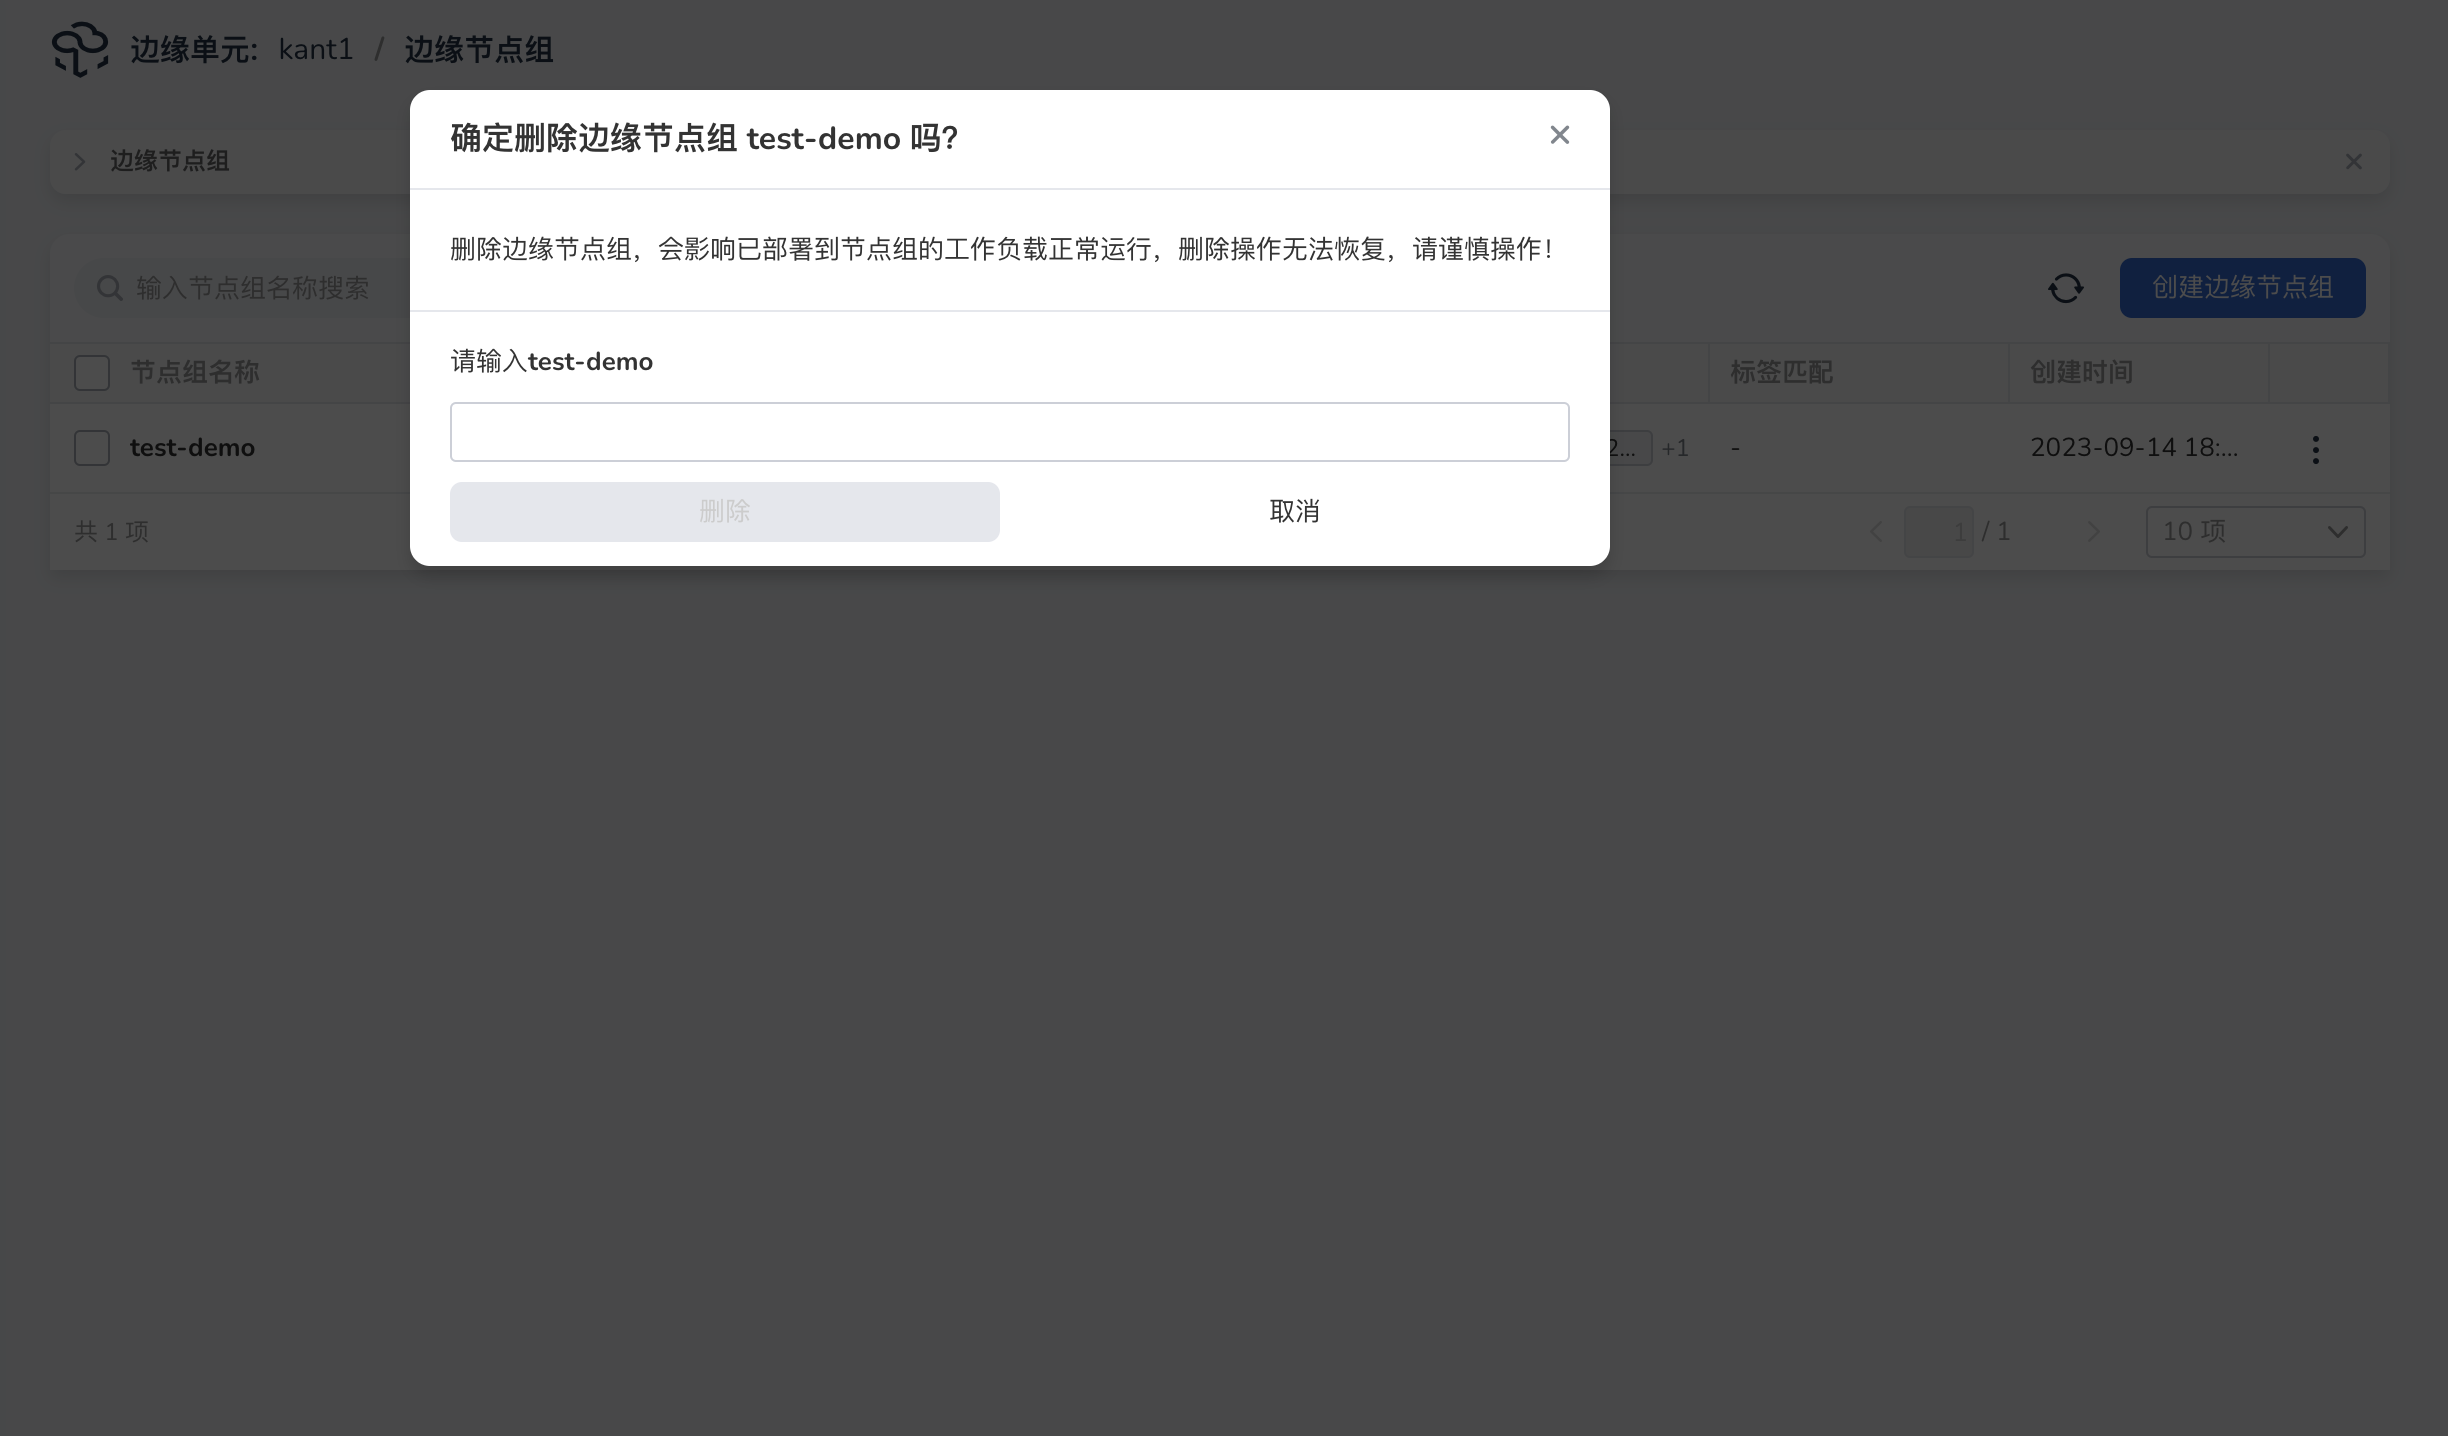 边缘单元: kant1 / 边缘节点组
确定删除边缘节点组 test-demo 吗?
边缘节点组
删除边缘节点组，会影响已部署到节点组的工作负载正常运行，删除操作无法恢复，请谨慎操作！
输入节点组名称搜索
创建边缘节点组
请输入test-demo
节点组名称 标签匹配 创建时间
test-demo 2... +1 - 2023-09-14 18:...
删除 取消
共 1 项 1 / 1 10 项